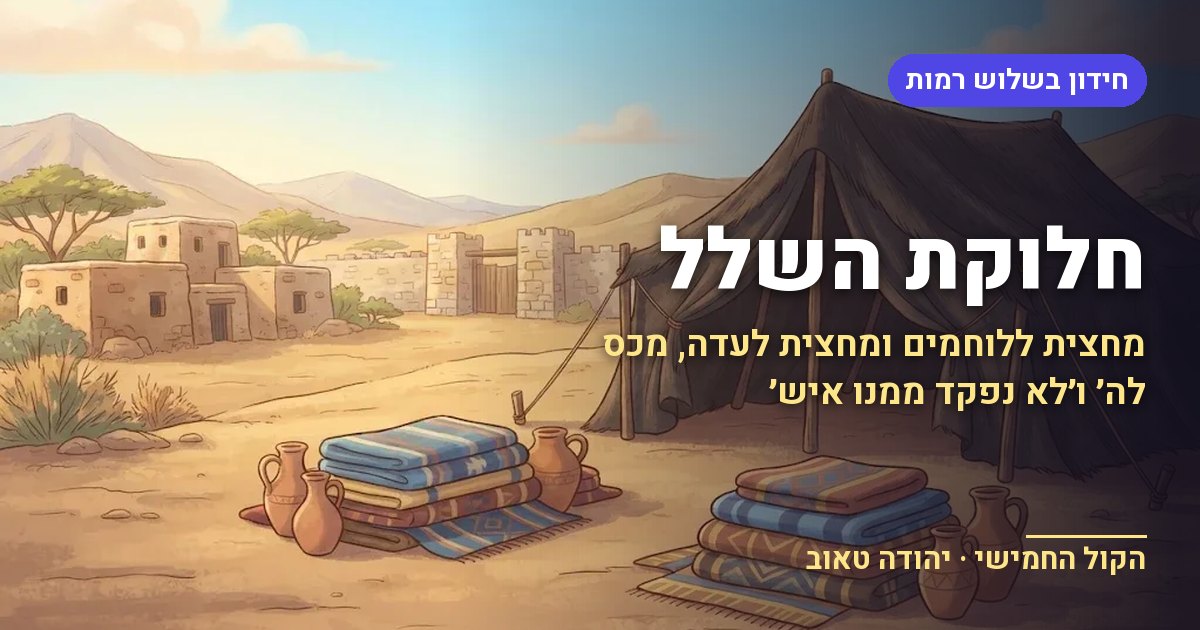 חידון בשלוש רמות
חלוקת השלל
מחצית ללוחמים ומחצית לעדה, מכס
לה׳ ו׳לא נפקד ממנו איש׳
הקול החמישי · יהודה טאוב